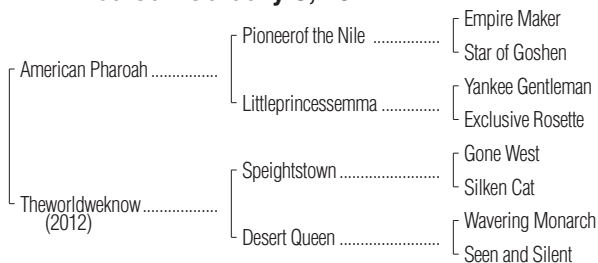 Empire Maker
Pioneerof the Nile ................
Star of Goshen
American Pharoah ................
Yankee Gentleman
Littleprincessemma ..............
Exclusive Rosette
Gone West
Speightstown ........................
Silken Cat
Theworldweknow ..................
(2012)
Wavering Monarch
Desert Queen ........................
Seen and Silent